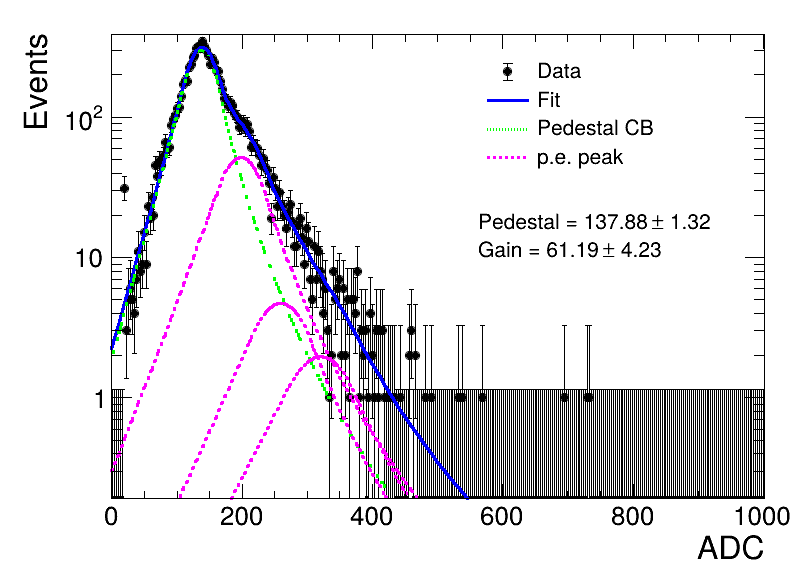 Events
10²
10
1
Data
Fit
Pedestal CB
p.e. peak
Pedestal = 137.88 ± 1.32
Gain = 61.19 ± 4.23
0 200 400 600 800 1000
ADC